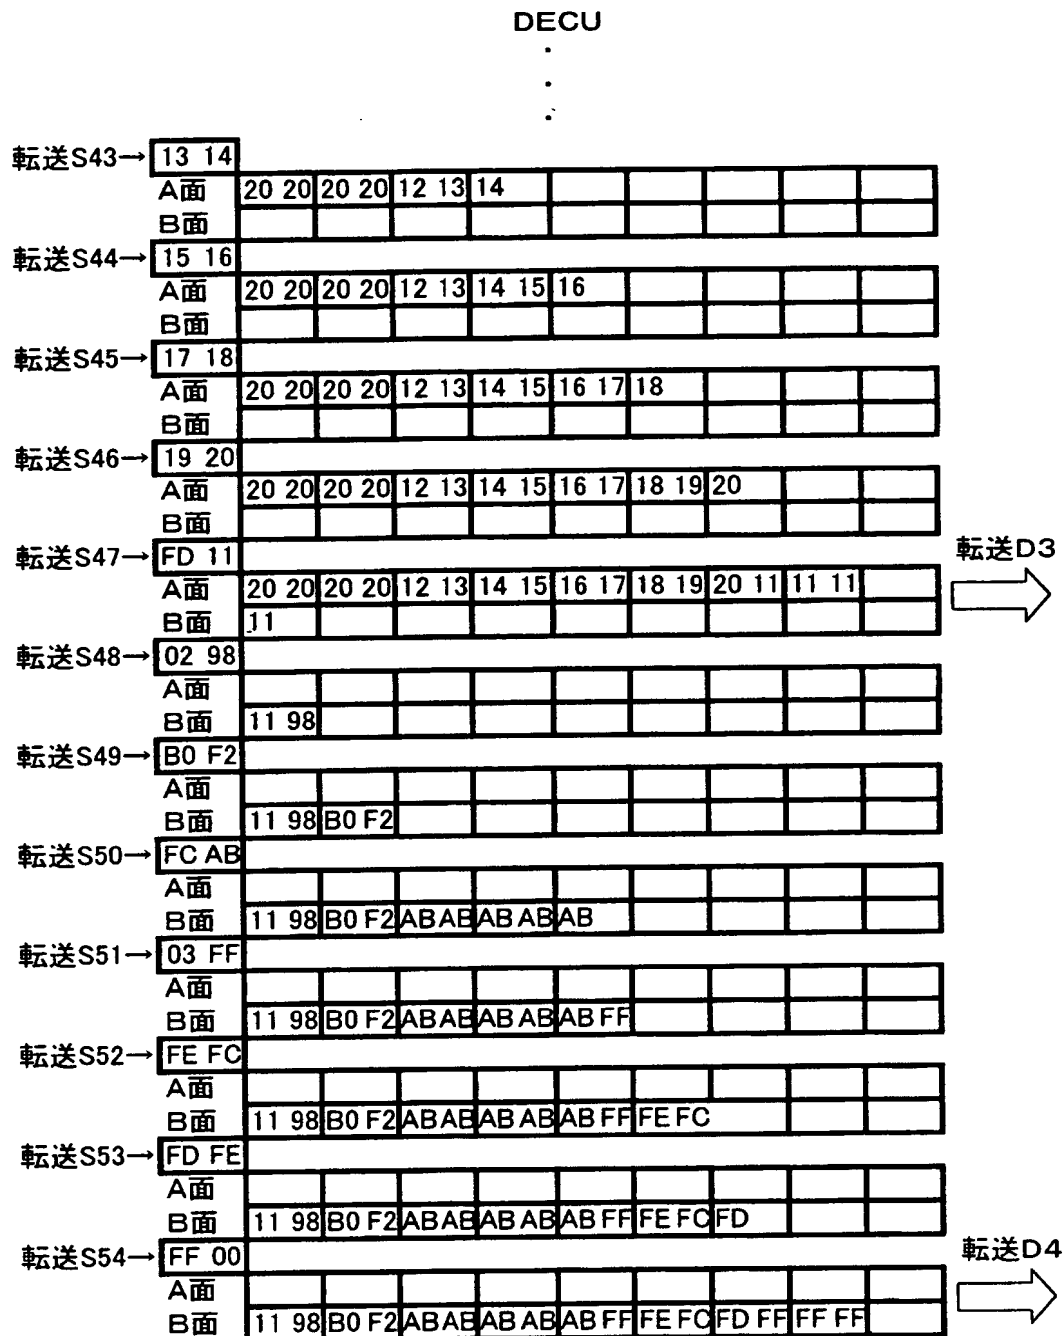 DECU
転送S43→ 13 14
A面 20 20 20 20 12 13 14
B面
転送S44→ 15 16
A面 20 20 20 20 12 13 14 15 16
B面
転送S45→ 17 18
A面 20 20 20 20 12 13 14 15 16 17 18
B面
転送S46→ 19 20
A面 20 20 20 20 12 13 14 15 16 17 18 19 20
B面
転送S47→ FD 11
転送D3
A面 20 20 20 20 12 13 14 15 16 17 18 19 20 11 11 11
B面 11
転送S48→ 02 98
A面
B面 11 98
転送S49→ B0 F2
A面
B面 11 98 B0 F2
転送S50→ FC AB
A面
B面 11 98 B0 F2 AB AB AB AB AB
転送S51→ 03 FF
A面
B面 11 98 B0 F2 AB AB AB AB AB FF
転送S52→ FE FC
A面
B面 11 98 B0 F2 AB AB AB AB AB FF FE FC
転送S53→ FD FE
A面
B面 11 98 B0 F2 AB AB AB AB AB FF FE FC FD
転送S54→ FF 00
転送D4
A面
B面 11 98 B0 F2 AB AB AB AB AB FF FE FC FD FF FF FF